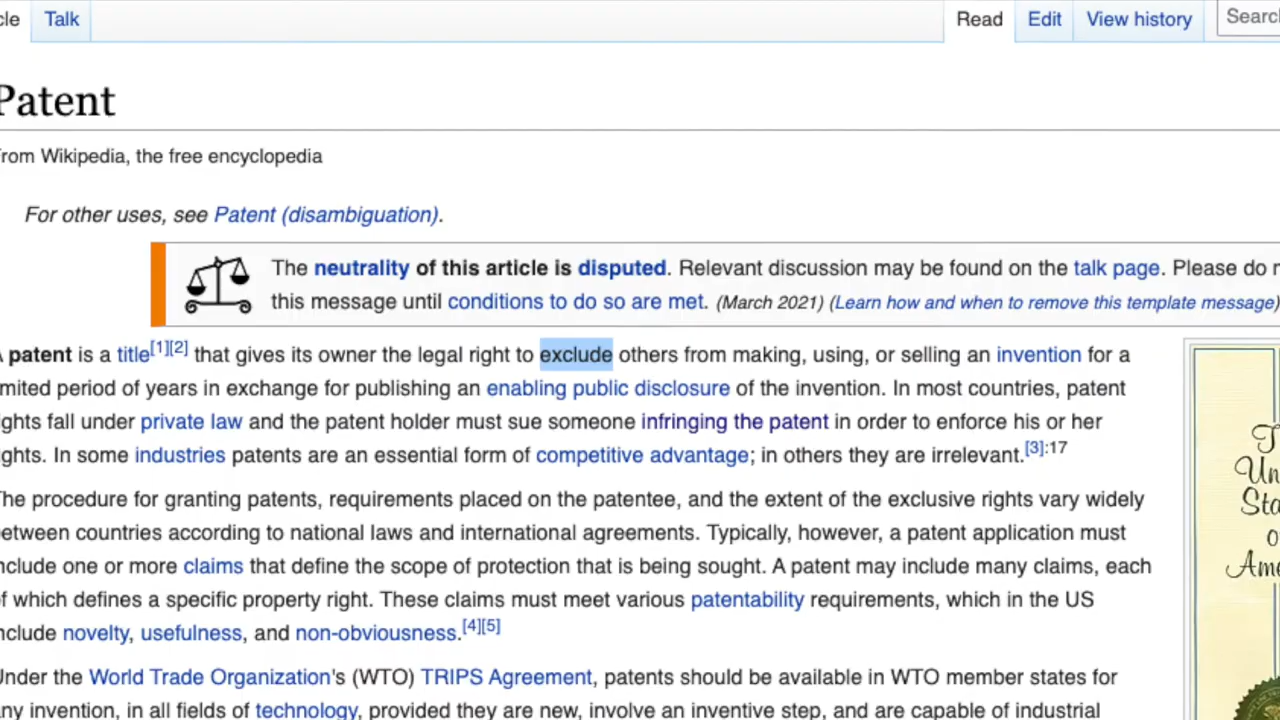 cle Talk Read Edit View history Search
Patent
From Wikipedia, the free encyclopedia
For other uses, see Patent (disambiguation).
The neutrality of this article is disputed. Relevant discussion may be found on the talk page. Please do
this message until conditions to do so are met. (March 2021) (Learn how and when to remove this template message)
A patent is a title[1][2] that gives its owner the legal right to exclude others from making, using, or selling an invention for a
limited period of years in exchange for publishing an enabling public disclosure of the invention. In most countries, patent
rights fall under private law and the patent holder must sue someone infringing the patent in order to enforce his or her
rights. In some industries patents are an essential form of competitive advantage; in others they are irrelevant.[3]:17
The procedure for granting patents, requirements placed on the patentee, and the extent of the exclusive rights vary widely
between countries according to national laws and international agreements. Typically, however, a patent application must
include one or more claims that define the scope of protection that is being sought. A patent may include many claims, each
of which defines a specific property right. These claims must meet various patentability requirements, which in the US
include novelty, usefulness, and non-obviousness.[4][5]
Under the World Trade Organization's (WTO) TRIPS Agreement, patents should be available in WTO member states for
any invention, in all fields of technology, provided they are new, involve an inventive step, and are capable of industrial